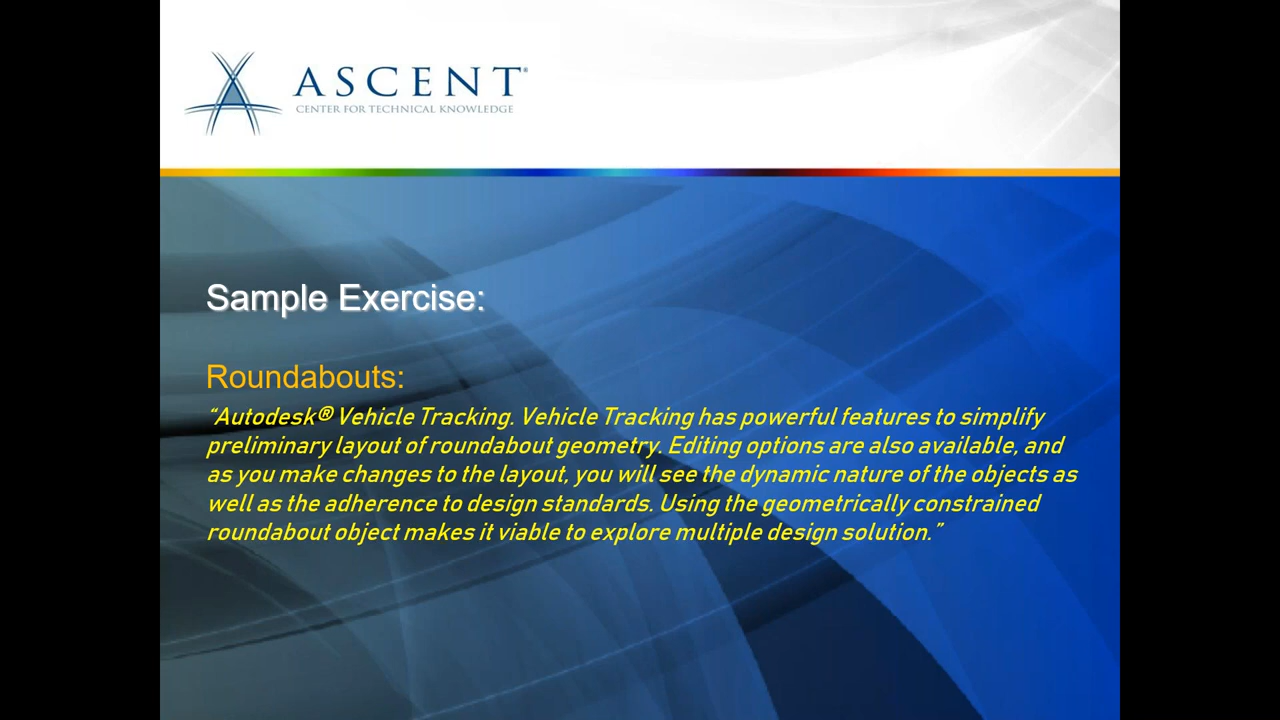 ASCENT®
CENTER FOR TECHNICAL KNOWLEDGE
Sample Exercise:
Roundabouts:
“Autodesk® Vehicle Tracking. Vehicle Tracking has powerful features to simplify
preliminary layout of roundabout geometry. Editing options are also available, and
as you make changes to the layout, you will see the dynamic nature of the objects as
well as the adherence to design standards. Using the geometrically constrained
roundabout object makes it viable to explore multiple design solution.”